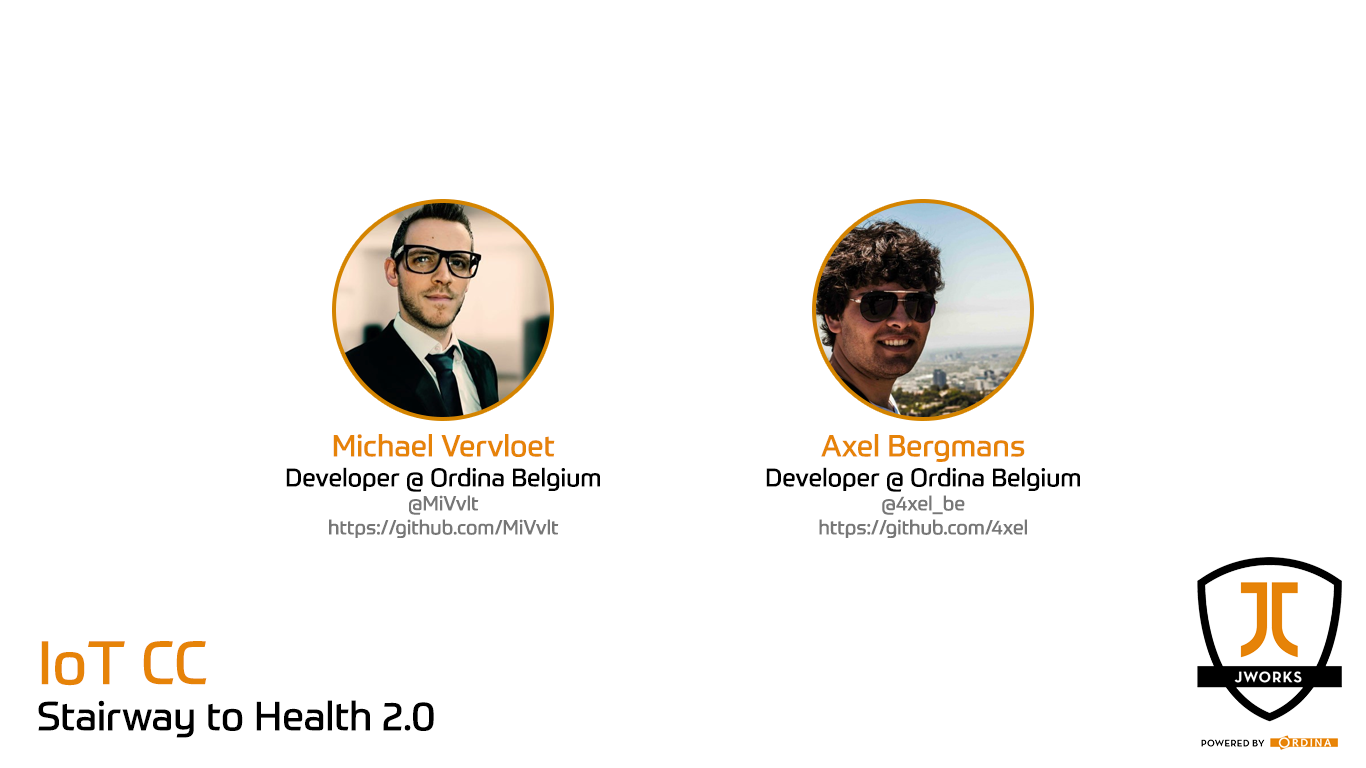 Michael Vervloet
Developer @ Ordina Belgium
@MiVvlt
https://github.com/MiVvlt
Axel Bergmans
Developer @ Ordina Belgium
@4xel_be
https://github.com/4xel
IoT CC
Stairway to Health 2.0
JWORKS
POWERED BY ORDINA